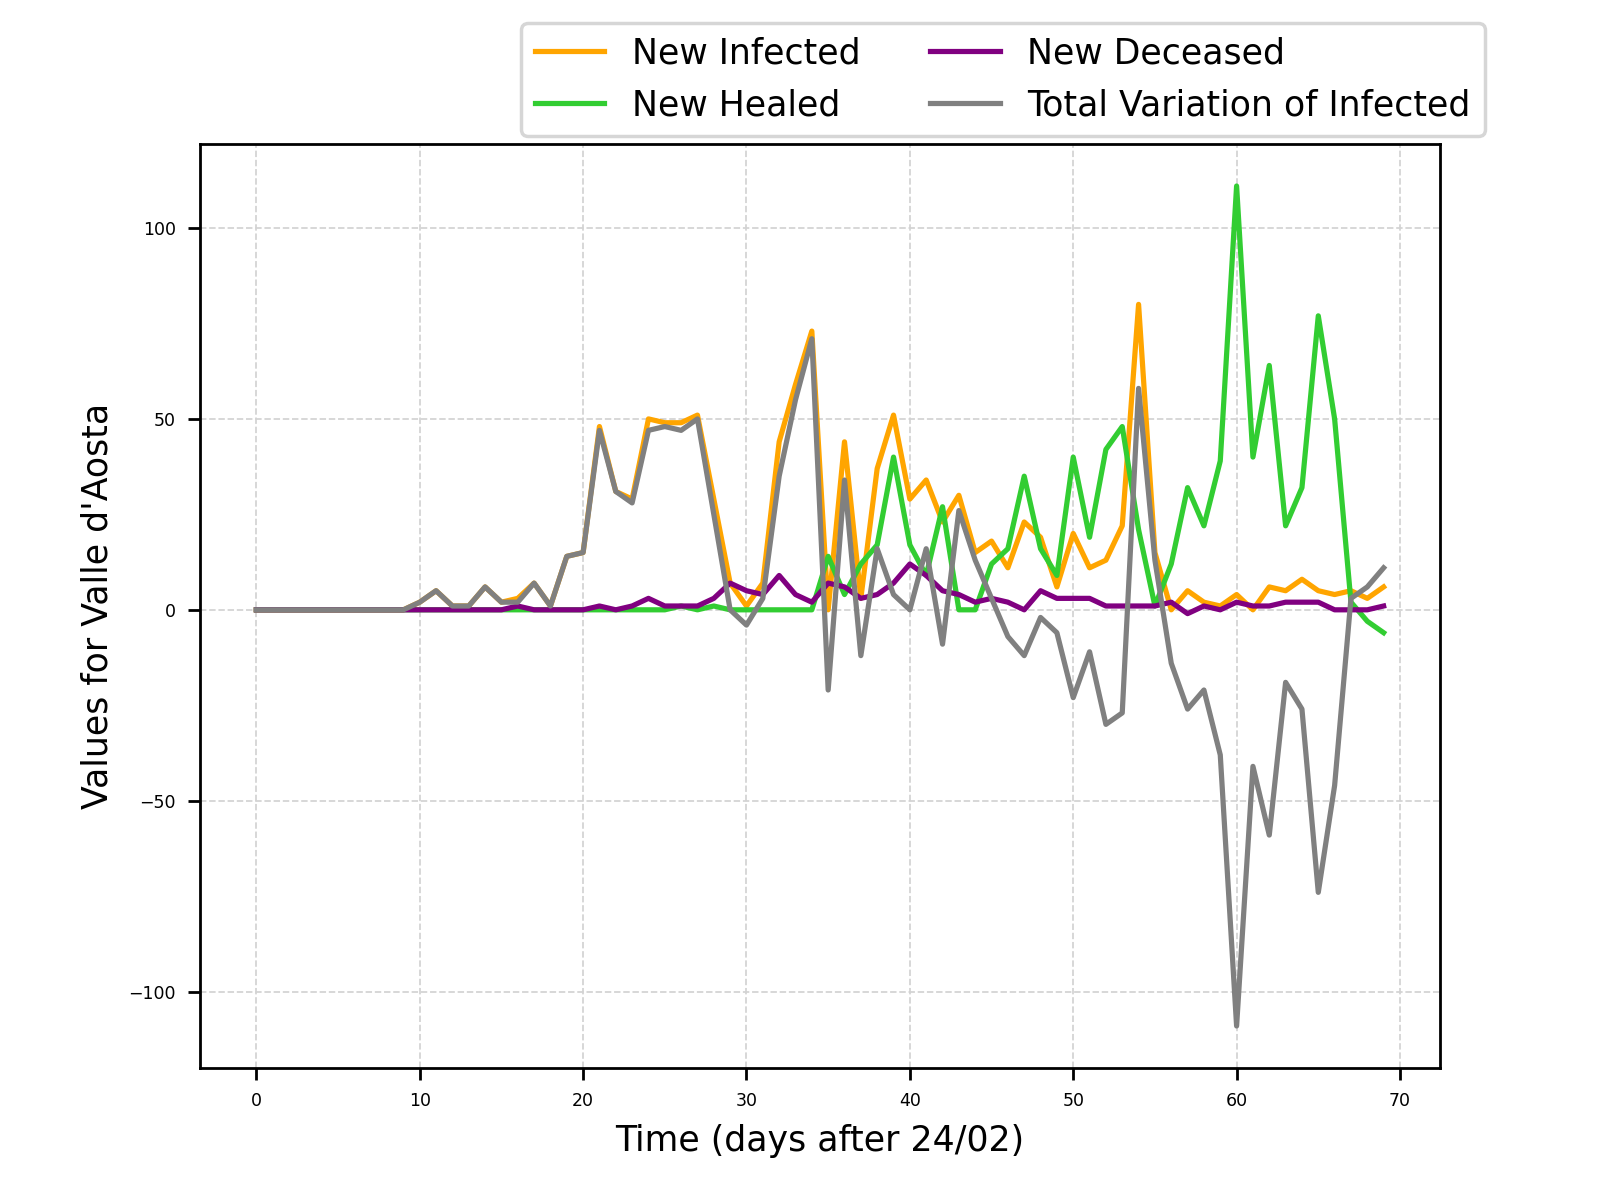 New Infected
New Healed
New Deceased
Total Variation of Infected
100
50
0
−50
−100
Values for Valle d'Aosta
0 10 20 30 40 50 60 70
Time (days after 24/02)